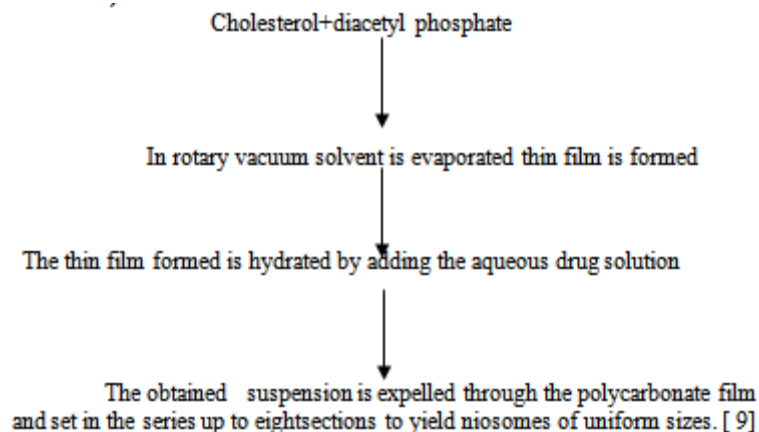 Cholesterol+diacetyl phosphate
In rotary vacuum solvent is evaporated thin film is formed
The thin film formed is hydrated by adding the aqueous drug solution
The obtained suspension is expelled through the polycarbonate film
and set in the series up to eightsections to yield niosomes of uniform sizes. [ 9]